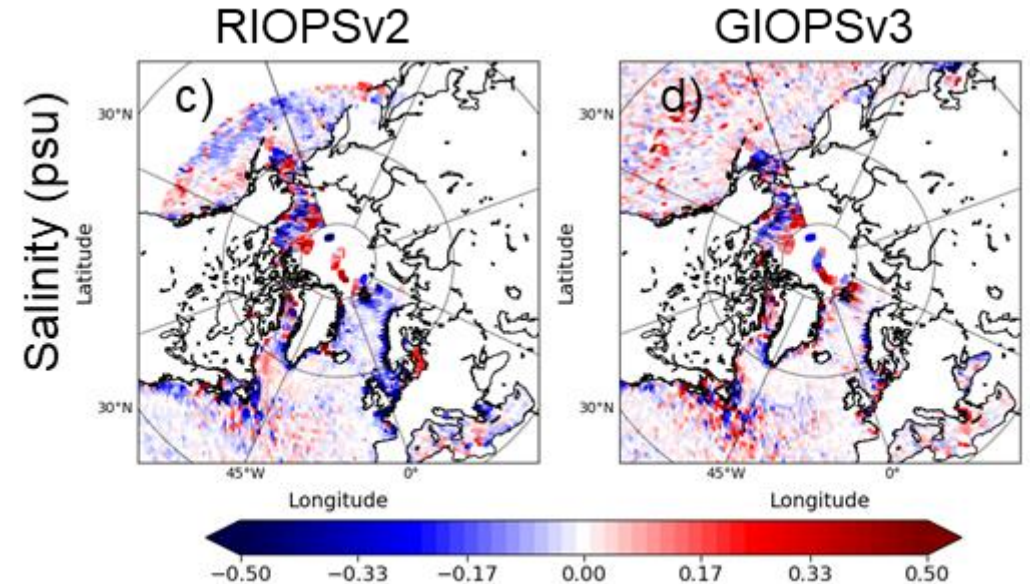 RIOPSv2
GIOPSv3
Salinity (psu)
c)
d)
30°N
30°N
30°N
30°N
Latitude
Latitude
45°W
0°
45°W
0°
Longitude
Longitude
−0.50
−0.33
−0.17
0.00
0.17
0.33
0.50